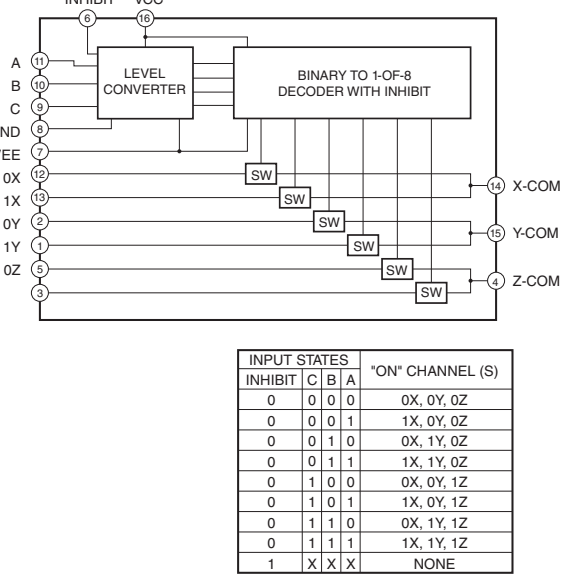 INHIBIT VCC
6 16
A 11
B 10
C 9
ND 8
EE 7
0X 12
1X 13
0Y 2
1Y 1
0Z 5
3
LEVEL
CONVERTER
BINARY TO 1-OF-8
DECODER WITH INHIBIT
SW
SW
SW
SW
SW
SW
14 X-COM
15 Y-COM
4 Z-COM
INPUT STATES "ON" CHANNEL (S)
INHIBIT C B A
0 0 0 0 0X, 0Y, 0Z
0 0 0 1 1X, 0Y, 0Z
0 0 1 0 0X, 1Y, 0Z
0 0 1 1 1X, 1Y, 0Z
0 1 0 0 0X, 0Y, 1Z
0 1 0 1 1X, 0Y, 1Z
0 1 1 0 0X, 1Y, 1Z
0 1 1 1 1X, 1Y, 1Z
1 X X X NONE